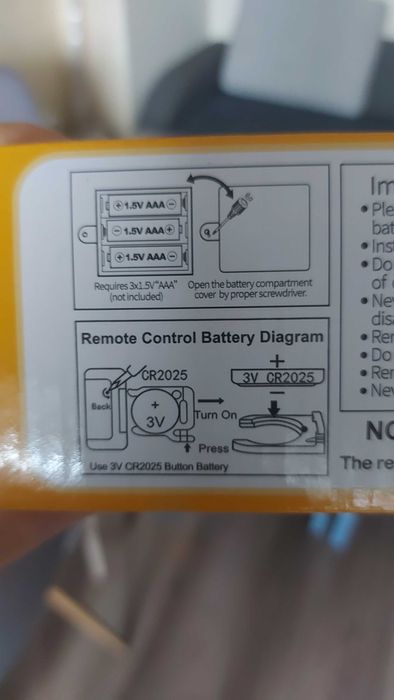 + 1.5V AAA −
− 1.5V AAA +
+ 1.5V AAA −
Requires 3x1.5V"AAA"
(not included)
Open the battery compartment
cover by proper screwdriver.
Remote Control Battery Diagram
CR2025
Back
+
3V
Turn On
Press
+
3V CR2025
−
Use 3V CR2025 Button Battery
Im
• Ple
bat
• Inst
• Do
of
• Nev
dis
• Rer
• Do
• Rer
• Nev
NO
The re